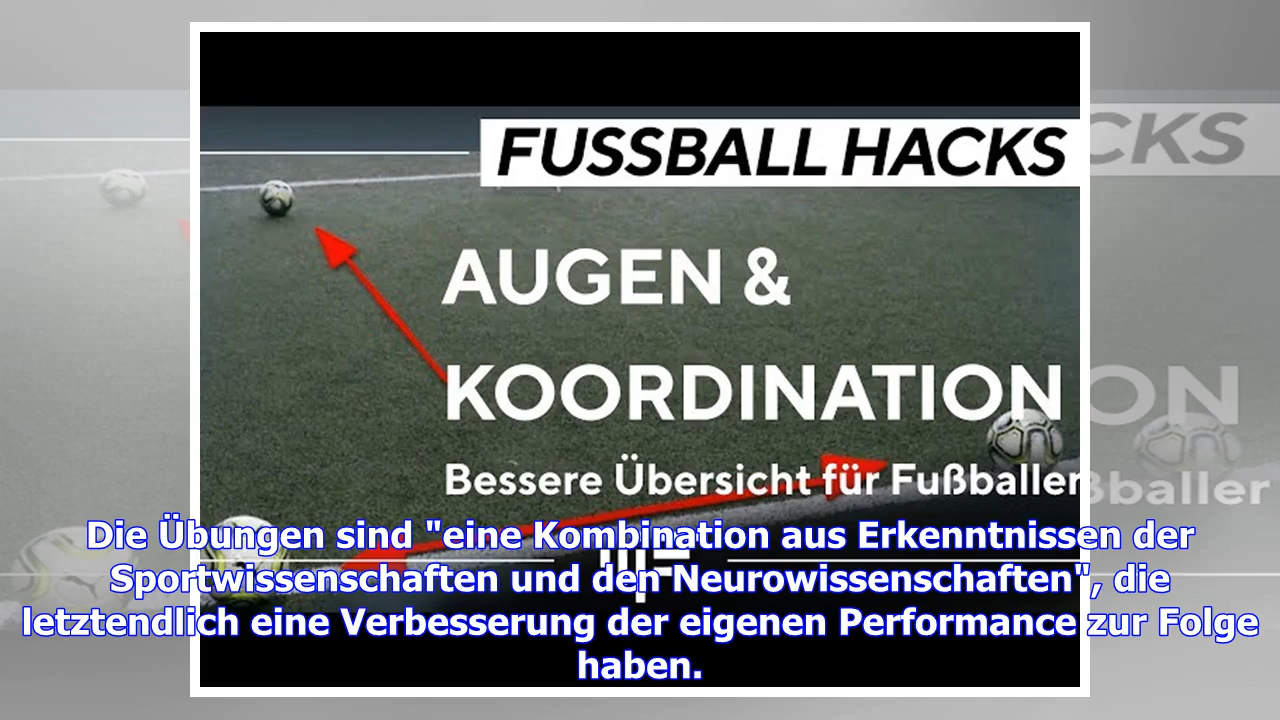 FUSSBALL HACKS
AUGEN &
KOORDINATION
Bessere Übersicht für Fußballer
Die Übungen sind "eine Kombination aus Erkenntnissen der
Sportwissenschaften und den Neurowissenschaften", die
letztendlich eine Verbesserung der eigenen Performance zur Folge
haben.